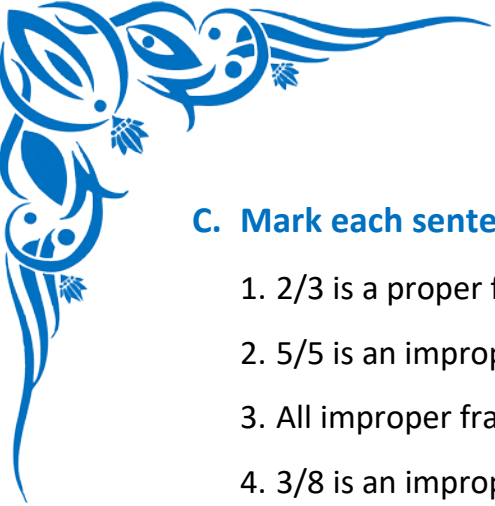 C. Mark each sente
1. 2/3 is a proper f
2. 5/5 is an improp
3. All improper fra
4. 3/8 is an improp